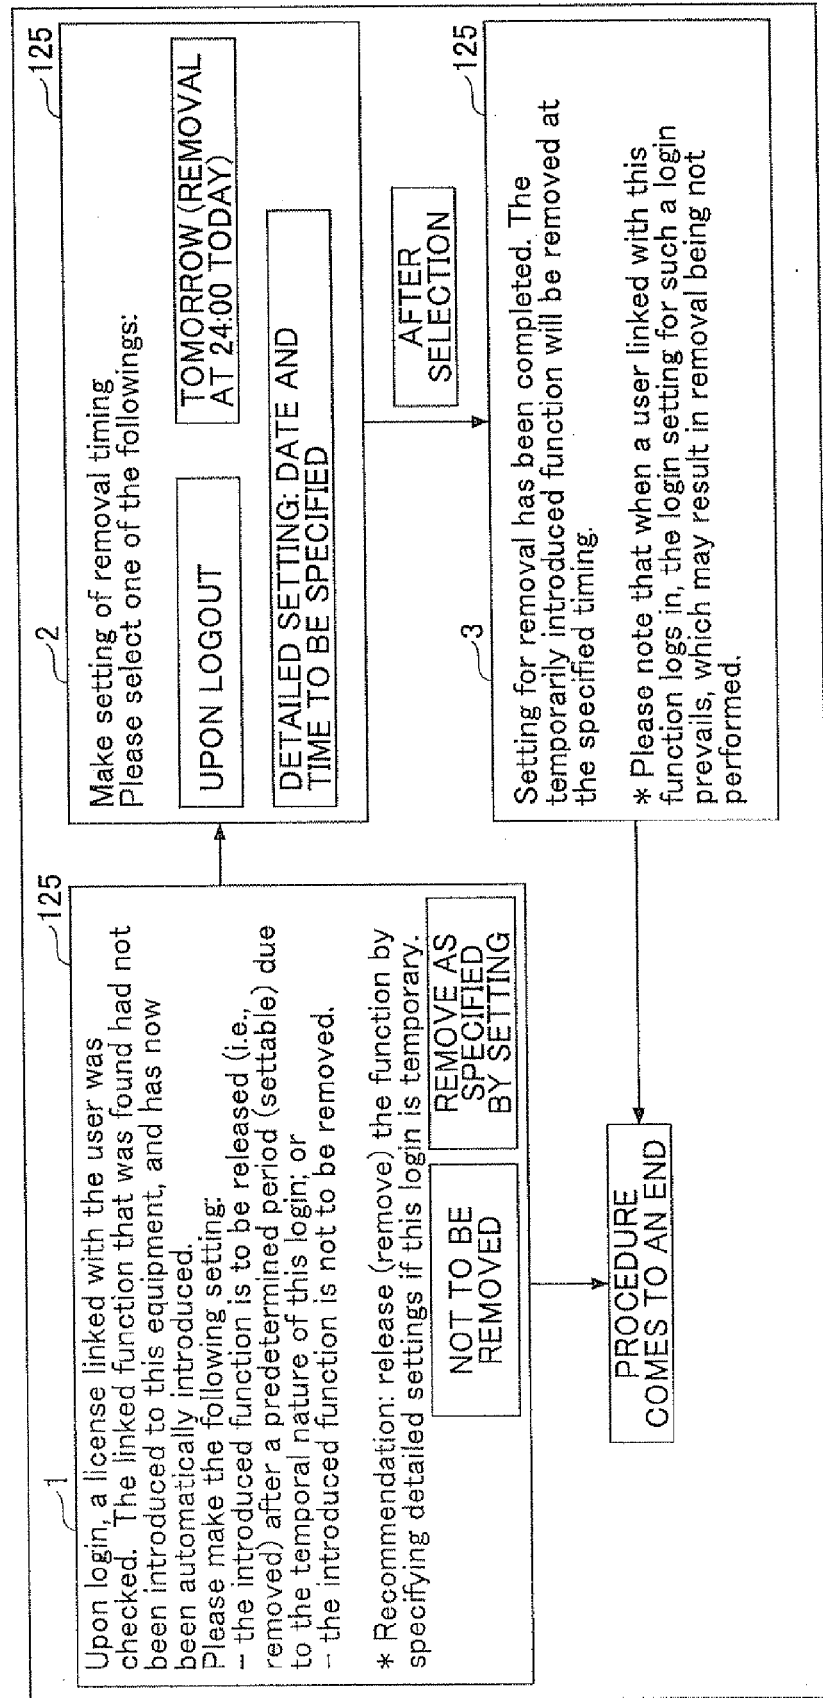 1
125
Upon login, a license linked with the user was
checked. The linked function that was found had not
been introduced to this equipment, and has now
been automatically introduced.
Please make the following setting:
– the introduced function is to be released (i.e.,
removed) after a predetermined period (settable) due
to the temporal nature of this login; or
– the introduced function is not to be removed.
* Recommendation: release (remove) the function by
specifying detailed settings if this login is temporary.
NOT TO BE
REMOVED
REMOVE AS
SPECIFIED
BY SETTING
2
125
Make setting of removal timing
Please select one of the followings:
UPON LOGOUT
TOMORROW (REMOVAL
AT 24:00 TODAY)
DETAILED SETTING: DATE AND
TIME TO BE SPECIFIED
AFTER
SELECTION
3
125
Setting for removal has been completed. The
temporarily introduced function will be removed at
the specified timing.
* Please note that when a user linked with this
function logs in, the login setting for such a login
prevails, which may result in removal being not
performed.
PROCEDURE
COMES TO AN END